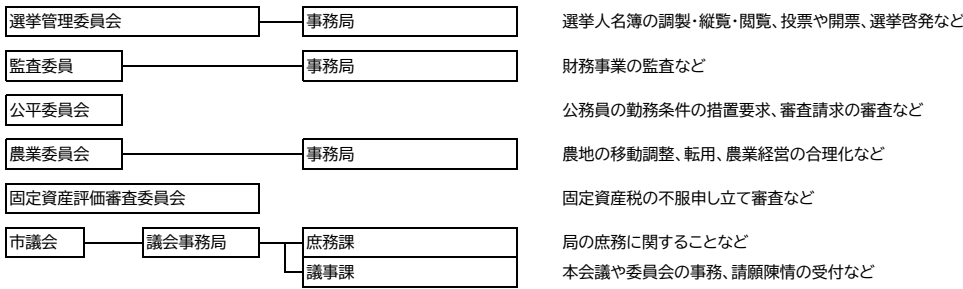 選挙管理委員会 事務局 選挙人名簿の調製・縦覧・閲覧、投票や開票、選挙啓発など
監査委員 事務局 財務事業の監査など
公平委員会 公務員の勤務条件の措置要求、審査請求の審査など
農業委員会 事務局 農地の移動調整、転用、農業経営の合理化など
固定資産評価審査委員会 固定資産税の不服申し立て審査など
市議会 議会事務局 庶務課 局の庶務に関することなど
議事課 本会議や委員会の事務、請願陳情の受付など